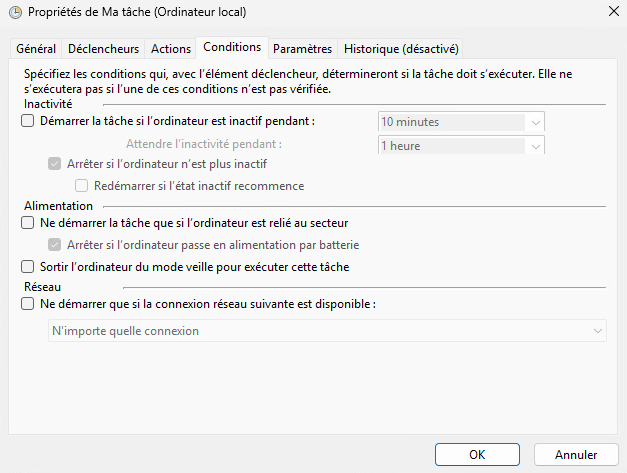 Propriétés de Ma tâche (Ordinateur local)
Général Déclencheurs Actions Conditions Paramètres Historique (désactivé)
Spécifiez les conditions qui, avec l'élément déclencheur, détermineront si la tâche doit s'exécuter. Elle ne
s'exécutera pas si l'une de ces conditions n'est pas vérifiée.
Inactivité
Démarrer la tâche si l'ordinateur est inactif pendant : 10 minutes
Attendre l'inactivité pendant : 1 heure
Arrêter si l'ordinateur n'est plus inactif
Redémarrer si l'état inactif recommence
Alimentation
Ne démarrer la tâche que si l'ordinateur est relié au secteur
Arrêter si l'ordinateur passe en alimentation par batterie
Sortir l'ordinateur du mode veille pour exécuter cette tâche
Réseau
Ne démarrer que si la connexion réseau suivante est disponible :
N'importe quelle connexion
OK Annuler